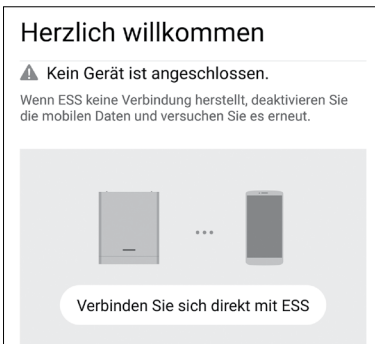 Herzlich willkommen
Kein Gerät ist angeschlossen.
Wenn ESS keine Verbindung herstellt, deaktivieren Sie
die mobilen Daten und versuchen Sie es erneut.
Verbinden Sie sich direkt mit ESS